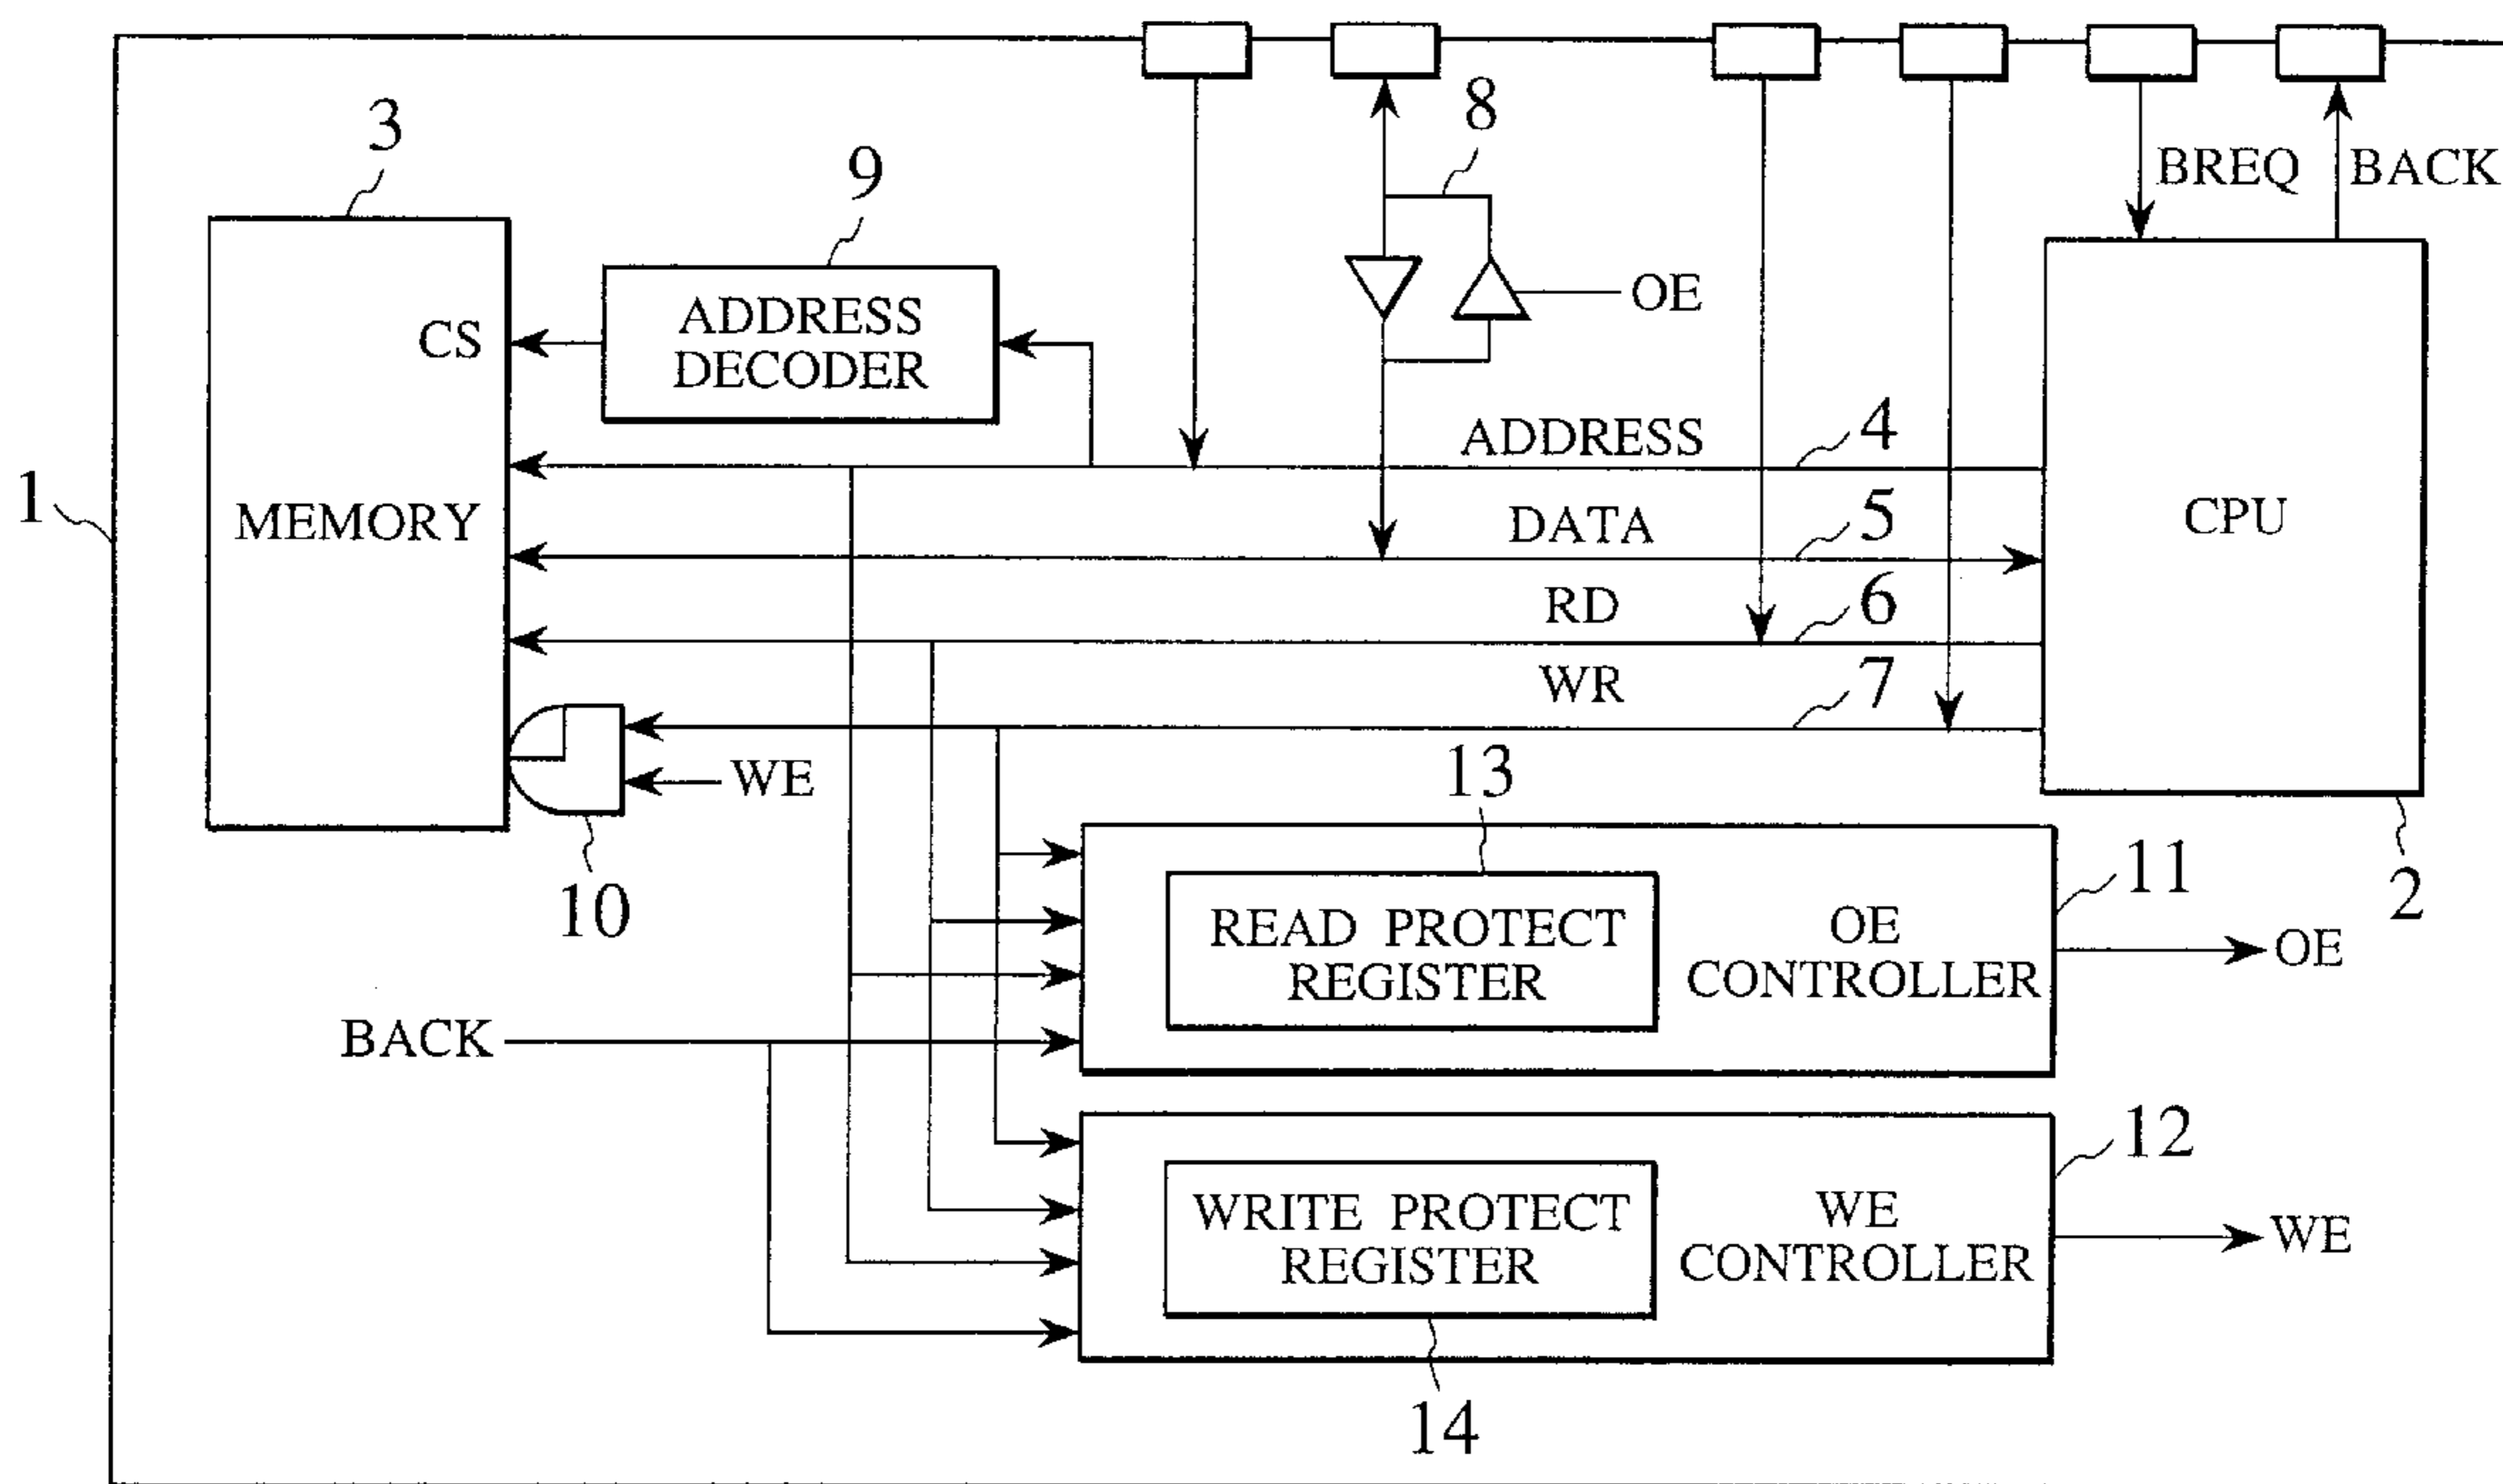 8
3
9
BREQ
BACK
OE
CS
ADDRESS
DECODER
ADDRESS
4
1
MEMORY
DATA
5
CPU
RD
6
WR
7
WE
13
10
11
2
READ PROTECT
REGISTER
OE
CONTROLLER
OE
BACK
12
WRITE PROTECT
REGISTER
WE
CONTROLLER
WE
14